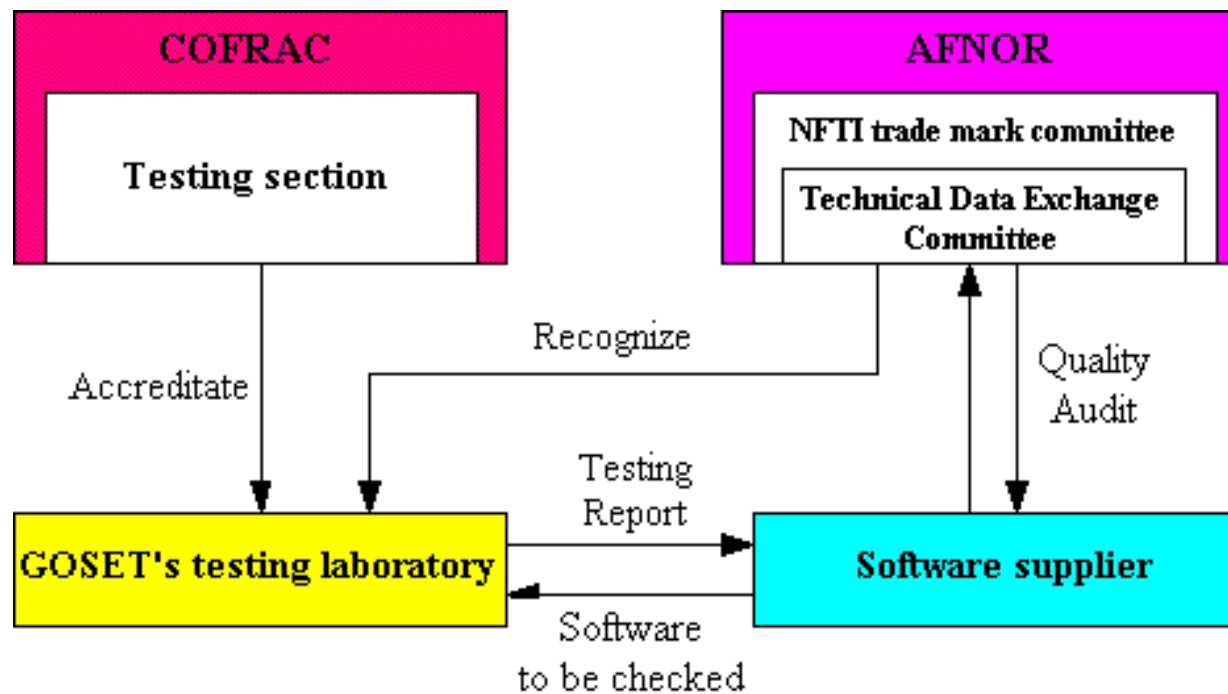 COFRAC
Testing section
AFNOR
NFTI trade mark committee
Technical Data Exchange
Committee
Accreditate
Recognize
Quality
Audit
Testing
Report
GOSET's testing laboratory
Software supplier
Software
to be checked